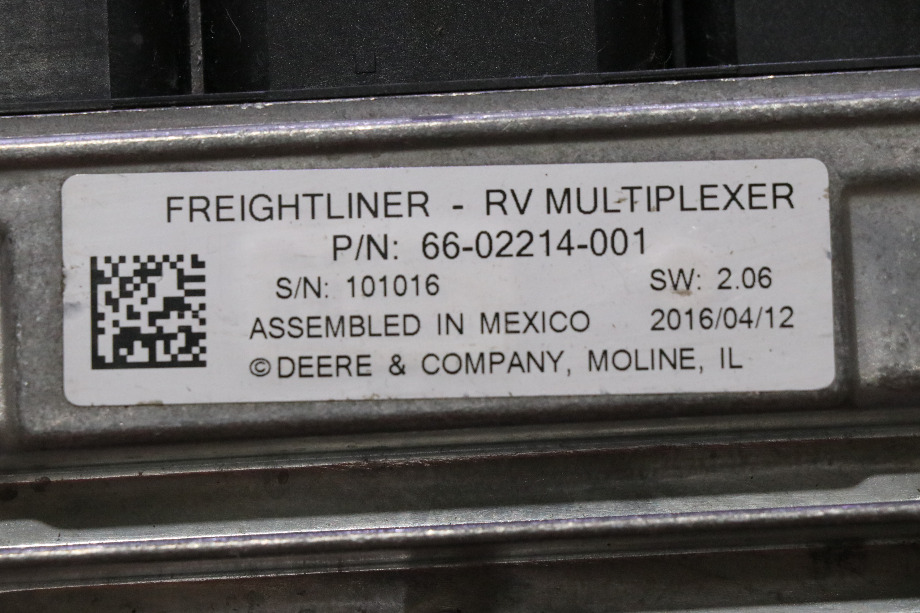 FREIGHTLINER - RV MULTIPLEXER
P/N: 66-02214-001
S/N: 101016 SW: 2.06
ASSEMBLED IN MEXICO 2016/04/12
©DEERE & COMPANY, MOLINE, IL